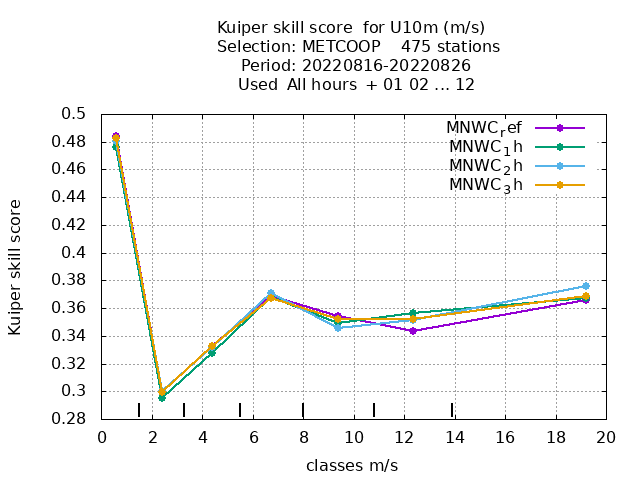 Kuiper skill score  for U10m (m/s)
Selection: METCOOP    475 stations
Period: 20220816-20220826
Used  All hours  + 01 02 ... 12
MNWC_ref
MNWC_1h
MNWC_2h
MNWC_3h
Kuiper skill score
0.5
0.48
0.46
0.44
0.42
0.4
0.38
0.36
0.34
0.32
0.3
0.28
0 2 4 6 8 10 12 14 16 18 20
classes m/s